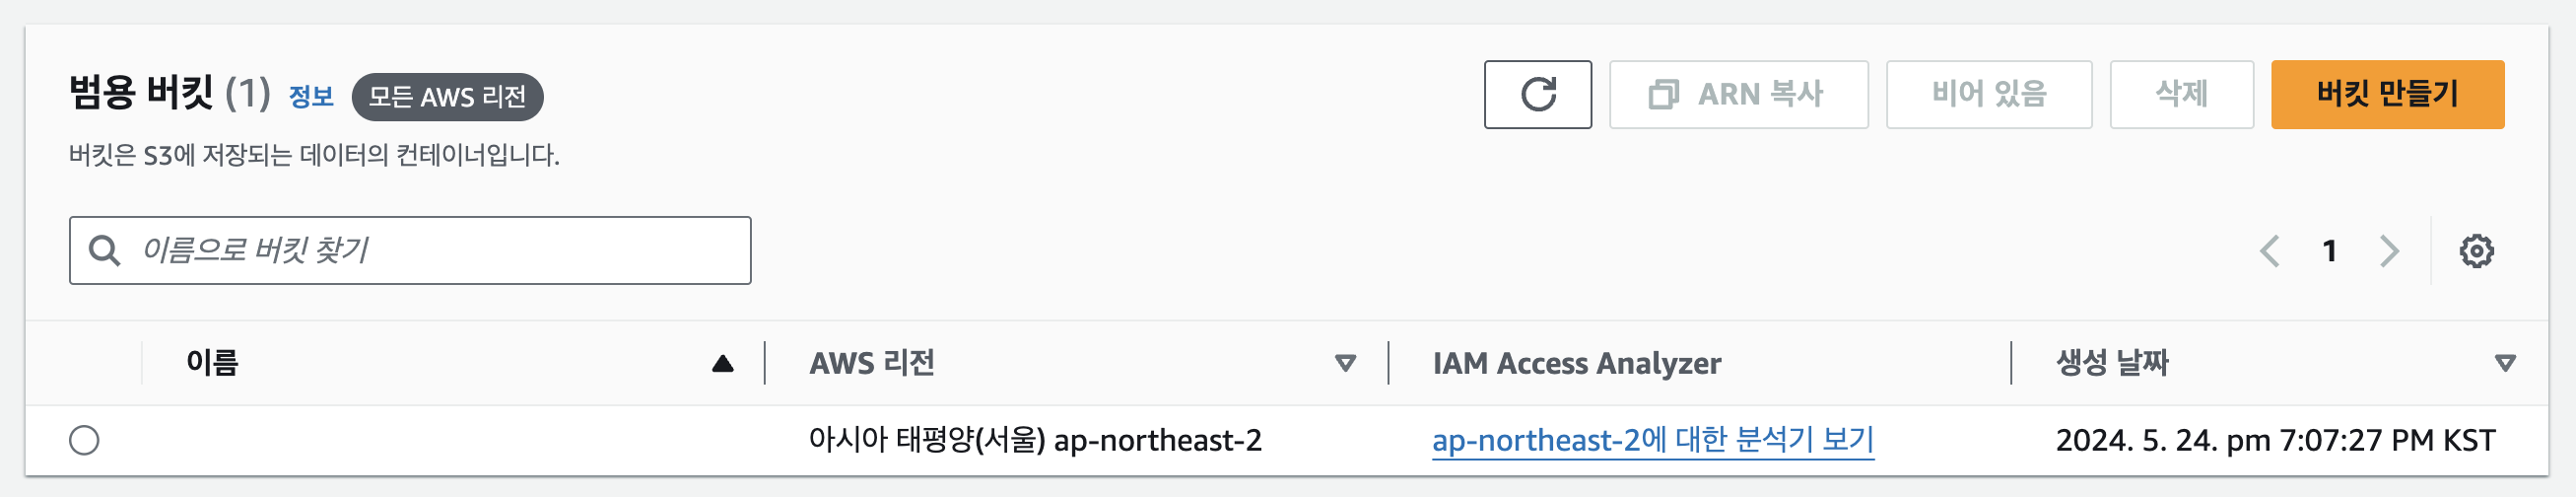 범용 버킷 (1) 정보 모든 AWS 리전
ARN 복사 비어 있음 삭제 버킷 만들기
버킷은 S3에 저장되는 데이터의 컨테이너입니다.
이름으로 버킷 찾기
1
이름 AWS 리전 IAM Access Analyzer 생성 날짜
아시아 태평양(서울) ap-northeast-2 ap-northeast-2에 대한 분석기 보기 2024. 5. 24. pm 7:07:27 PM KST